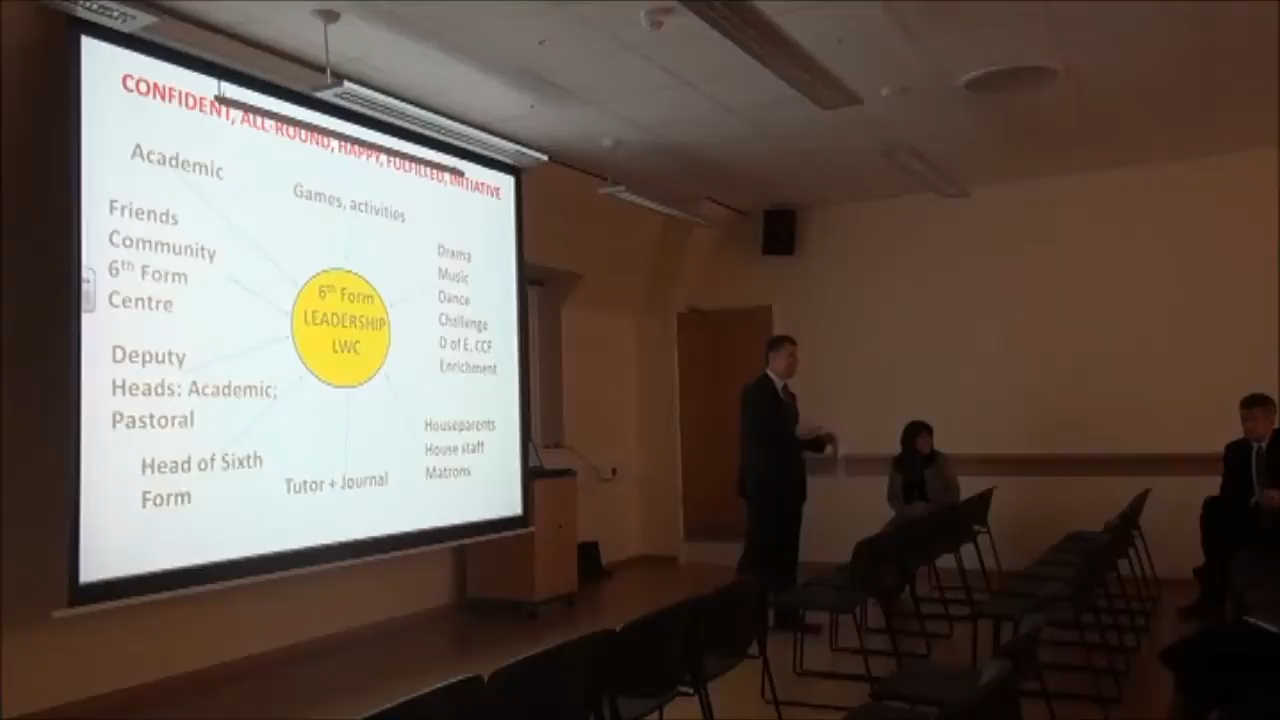 CONFIDENT, ALL-ROUND, HAPPY, FULFILLED, INITIATIVE
Academic
Games, activities
Friends
Community
6th Form
Centre
Drama
Music
Dance
Challenge
D of E, CCF
Enrichment
6th Form
LEADERSHIP
LWC
Deputy
Heads: Academic;
Pastoral
Head of Sixth
Form
Tutor + Journal
Houseparents
House staff
Matrons